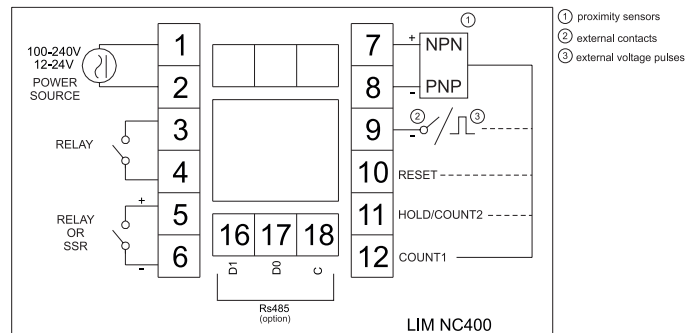 100-240V
12-24V
POWER
SOURCE
1
2
RELAY
3
4
RELAY
OR
SSR
+
-
5
6
16 17 18
D1 D0 C
Rs485
(option)
7
8
9
10
11
12
+
-
NPN
PNP
1
2
3
-
RESET
HOLD/COUNT2
COUNT1
LIM NC400
1 proximity sensors
2 external contacts
3 external voltage pulses